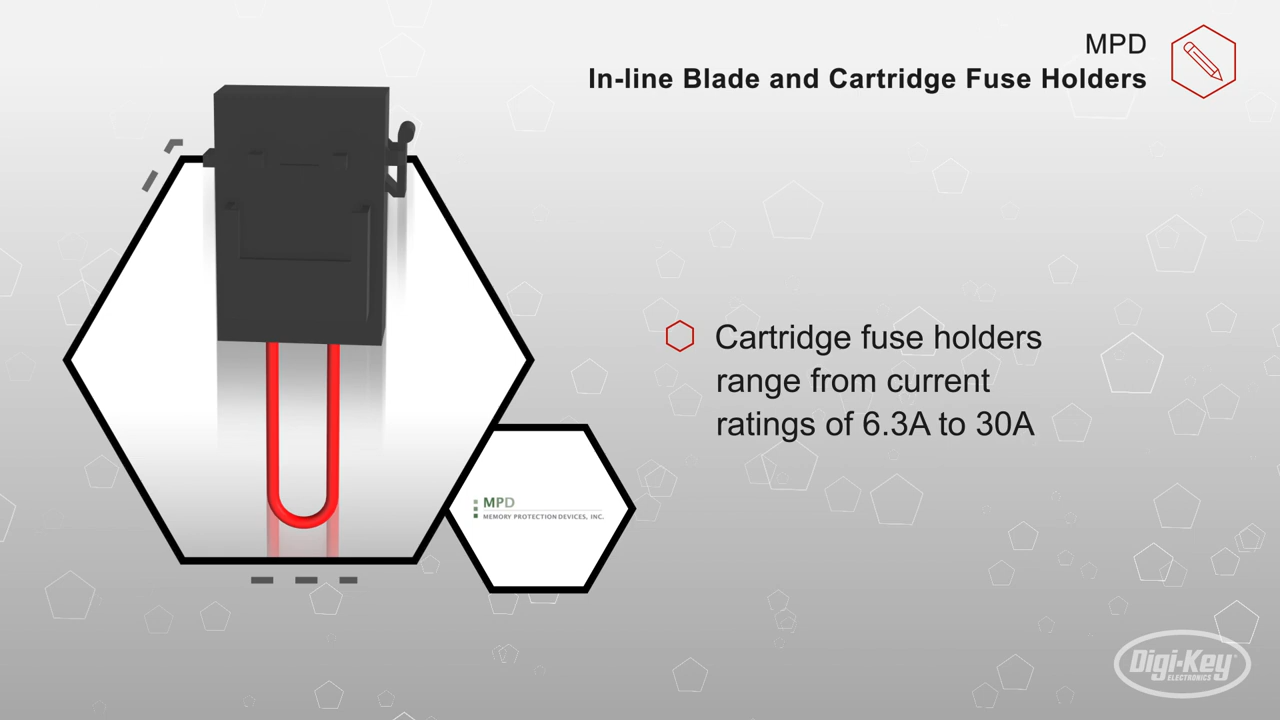 MPD
In-line Blade and Cartridge Fuse Holders
Cartridge fuse holders
range from current
ratings of 6.3A to 30A
MPD
MEMORY PROTECTION DEVICES, INC.
Digi-Key
ELECTRONICS